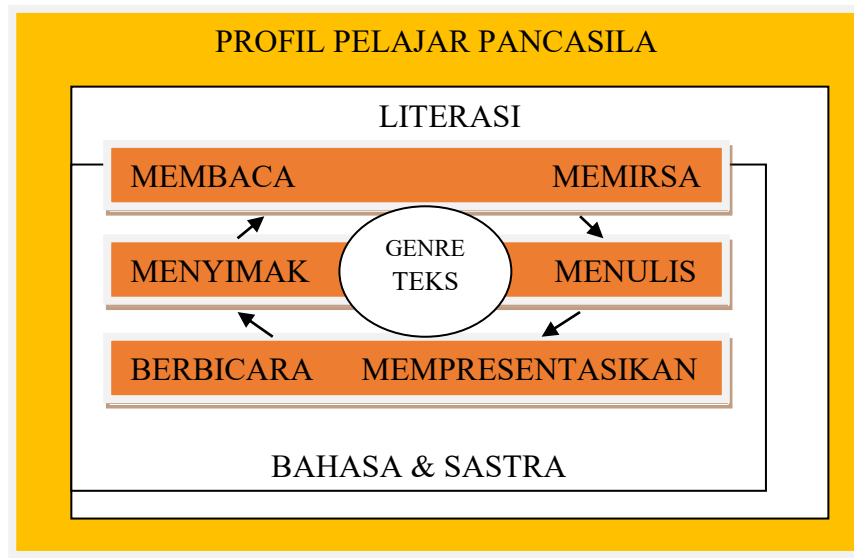 PROFIL PELAJAR PANCASILA
LITERASI
MEMBACA MEMIRSA
GENRE
TEKS
MENYIMAK MENULIS
BERBICARA MEMPRESENTASIKAN
BAHASA & SASTRA